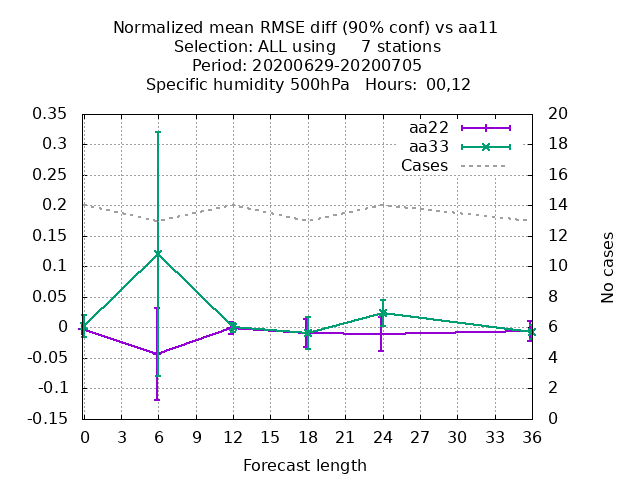 Normalized mean RMSE diff (90% conf) vs aa11
Selection: ALL using     7 stations
Period: 20200629-20200705
Specific humidity 500hPa   Hours: 00,12
aa22
aa33
Cases
0.35
0.3
0.25
0.2
0.15
0.1
0.05
0
-0.05
-0.1
-0.15
20
18
16
14
12
10
8
6
4
2
0
No cases
0 3 6 9 12 15 18 21 24 27 30 33 36
Forecast length